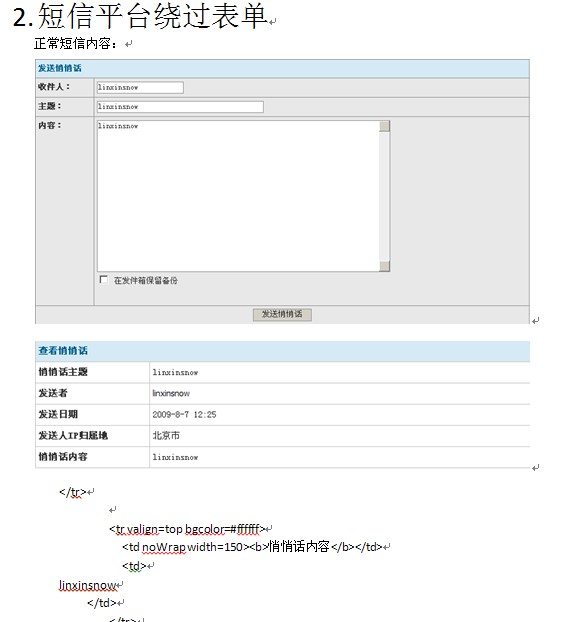 2.短信平台绕过表单
正常短信内容：
发送悄悄话
收件人： linxinsnow
主题： linxinsnow
内容： linxinsnow
在发件箱保留备份
发送悄悄话
查看悄悄话
悄悄话主题 linxinsnow
发送者 linxinsnow
发送日期 2009-8-7 12:25
发送人IP归属地 北京市
悄悄话内容 linxinsnow
</tr>
<tr valign=top bgcolor=#ffffff>
<td noWrap width=150><b>悄悄话内容</b></td>
<td>
linxinsnow
</td>
</tr>